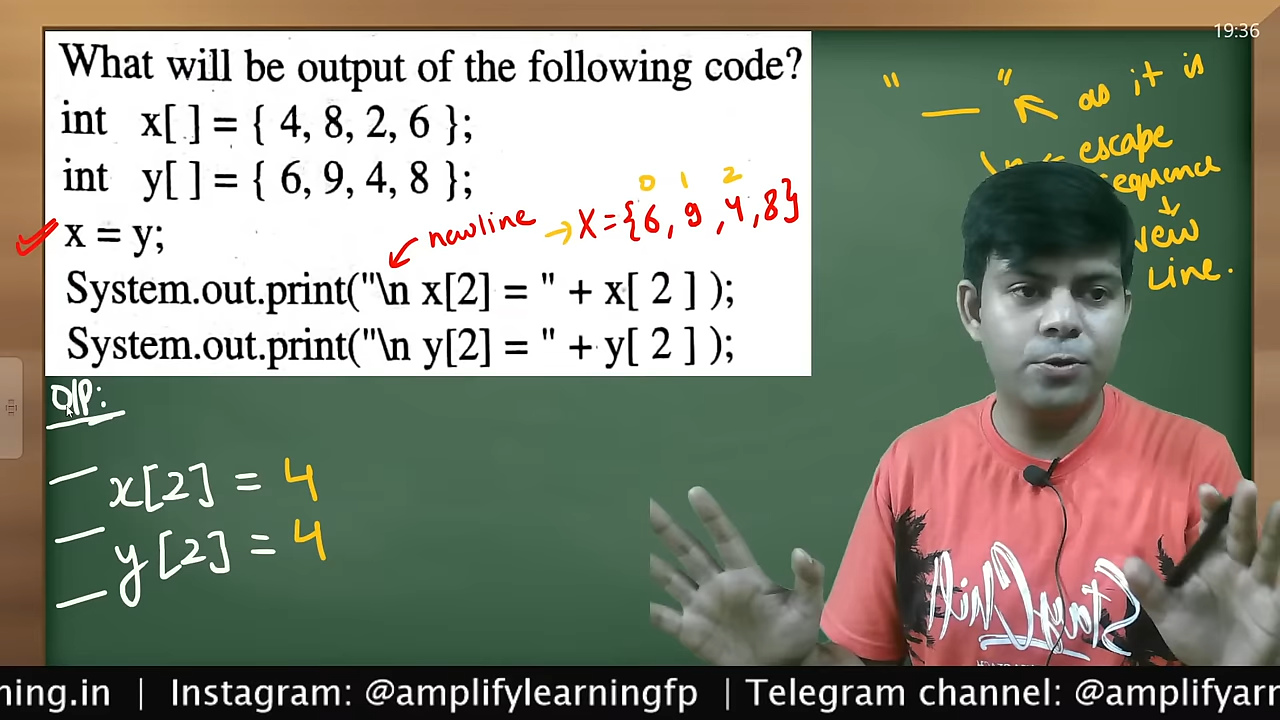 19:36
What will be output of the following code?
int x[ ] = { 4, 8, 2, 6 };
int y[ ] = { 6, 9, 4, 8 };
x = y;
System.out.print("\n x[2] = " + x[ 2 ] );
System.out.print("\n y[2] = " + y[ 2 ] );
newline
0 1 2
→ X = {6, 9, 4, 8}
" — " as it is
escape
New
Line.
O/P:
x[2] = 4
y[2] = 4
Stay Chill
ning.in | Instagram: @amplifylearningfp | Telegram channel: @amplifyarn